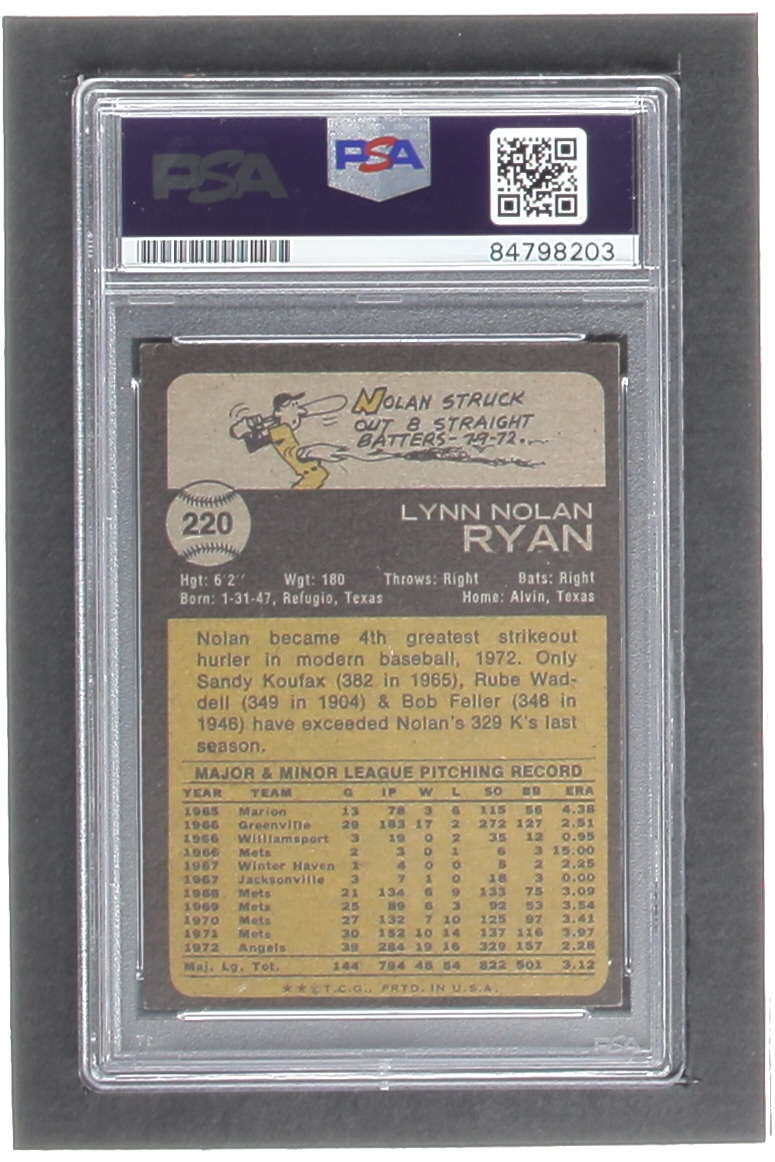 PSA PSA
84798203
NOLAN STRUCK
OUT 8 STRAIGHT
BATTERS-7-9-72.
220
LYNN NOLAN
RYAN
Hgt: 6'2" Wgt: 180 Throws: Right Bats: Right
Born: 1-31-47, Refugio, Texas Home: Alvin, Texas
Nolan became 4th greatest strikeout
hurler in modern baseball, 1972. Only
Sandy Koufax (382 in 1965), Rube Wad-
dell (349 in 1904) & Bob Feller (348 in
1946) have exceeded Nolan's 329 K's last
season.
MAJOR & MINOR LEAGUE PITCHING RECORD
YEAR TEAM G IP W L SO BB ERA
1965 Marion 13 78 3 6 115 56 4.38
1966 Greenville 29 183 17 2 272 127 2.51
1966 Williamsport 3 19 0 2 35 12 0.95
1966 Mets 2 3 0 1 6 3 15.00
1967 Winter Haven 1 4 0 0 5 2 2.25
1967 Jacksonville 3 7 1 0 18 3 0.00
1968 Mets 21 134 6 9 133 75 3.09
1969 Mets 25 89 6 3 92 53 3.54
1970 Mets 27 132 7 10 125 97 3.41
1971 Mets 30 152 10 14 137 116 3.97
1972 Angels 39 284 19 16 329 157 2.28
Maj. Lg. Tot. 144 794 48 54 822 501 3.12
★★©T.C.G., PRTD. IN U.S.A.
PSA